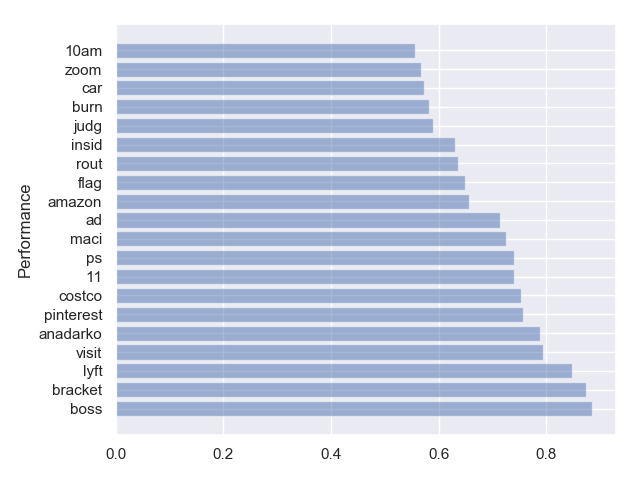 10am
zoom
car
burn
judg
insid
rout
flag
amazon
ad
maci
ps
11
costco
pinterest
anadarko
visit
lyft
bracket
boss
Performance
0.0 0.2 0.4 0.6 0.8